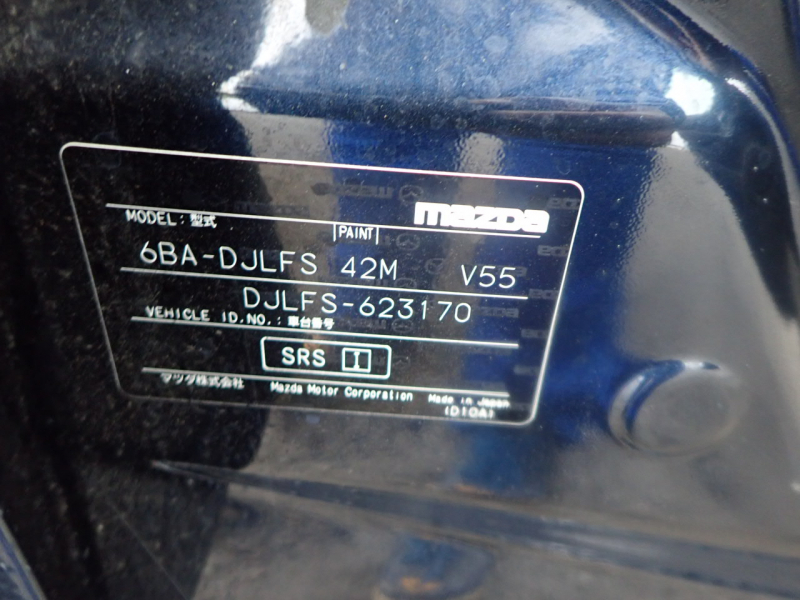 mazda
MODEL:型式
PAINT
6BA-DJLFS 42M V55
DJLFS-623170
VEHICLE ID.NO.:車台番号
SRS I
マツダ株式会社 Mazda Motor Corporation Made in Japan
(D10A)